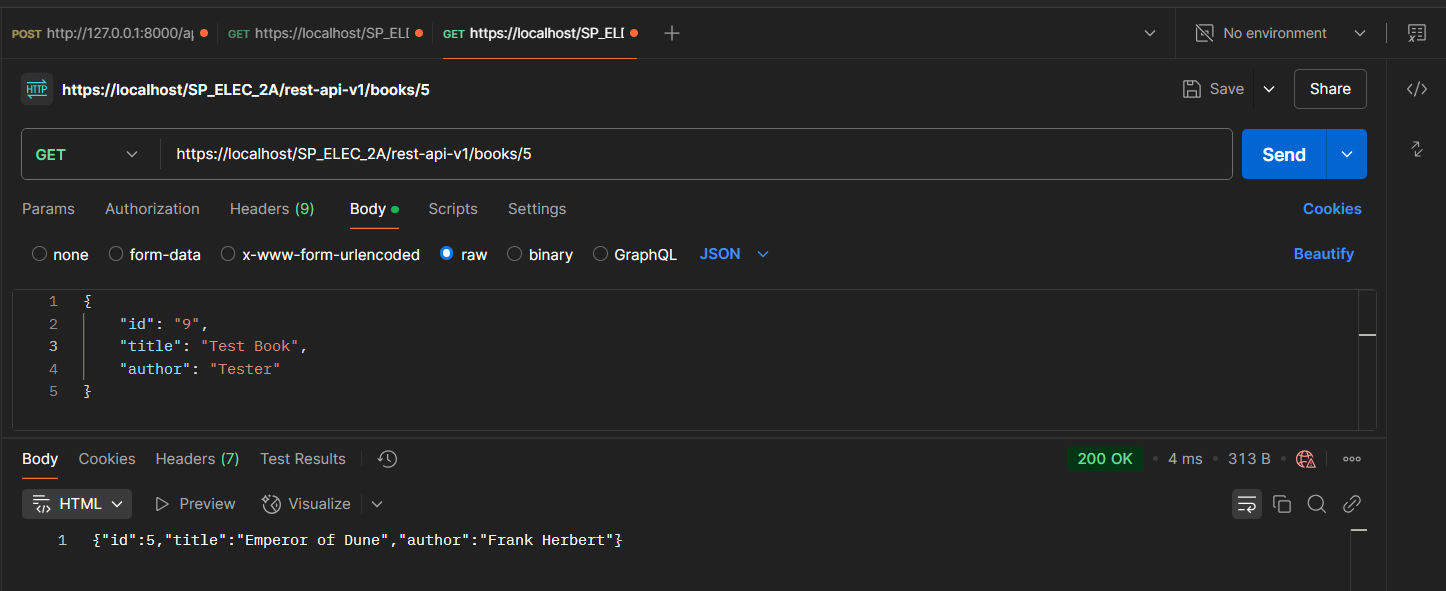 POST http://127.0.0.1:8000/a GET https://localhost/SP_EL GET https://localhost/SP_EL No environment
HTTP https://localhost/SP_ELEC_2A/rest-api-v1/books/5 Save Share
GET https://localhost/SP_ELEC_2A/rest-api-v1/books/5 Send
Params Authorization Headers (9) Body Scripts Settings Cookies
none form-data x-www-form-urlencoded raw binary GraphQL JSON Beautify
1 {
2 "id": "9",
3 "title": "Test Book",
4 "author": "Tester"
5 }
Body Cookies Headers (7) Test Results 200 OK • 4 ms • 313 B •
HTML Preview Visualize
1 {"id":5,"title":"Emperor of Dune","author":"Frank Herbert"}